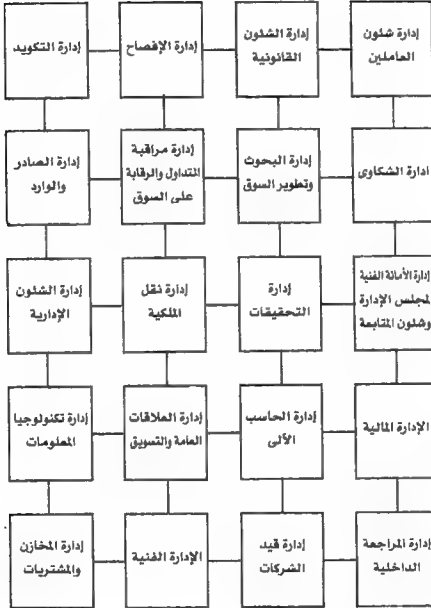 إدارة شئون
العاملين
إدارة الشئون
القانونية
إدارة الإفصاح
إدارة التكويد
ادارة الشكاوى
إدارة البحوث
وتطوير السوق
إدارة مراقبة
التداول والرقابة
على السوق
إدارة الصادر
والوارد
إدارة الأمانة الفنية
لمجلس الإدارة
وشئون المتابعة
إدارة
التحقيقات
إدارة نقل
الملكية
إدارة الشئون
الإدارية
الإدارة المالية
إدارة الحاسب
الآلى
إدارة العلاقات
العامة والتسويق
إدارة تكنولوجيا
المعلومات
إدارة المراجعة
الداخلية
إدارة قيد
الشركات
الإدارة الفنية
إدارة المخازن
والمشتريات